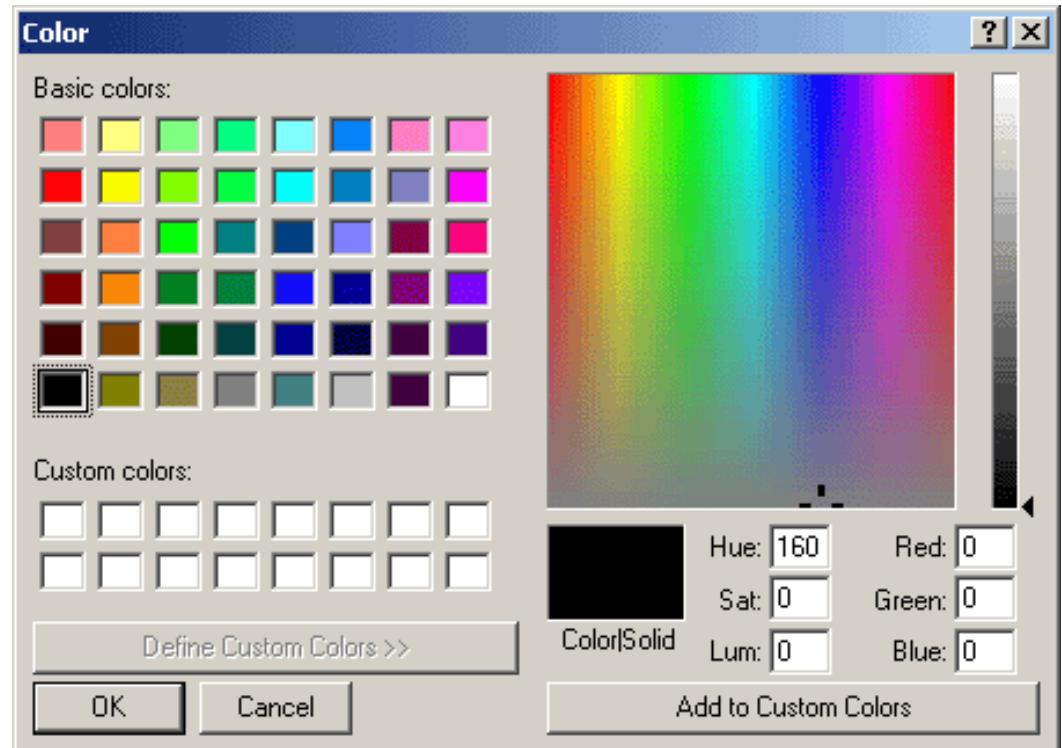 Color
Basic colors:
Custom colors:
Define Custom Colors >>
OK Cancel
Color|Solid
Hue: 160 Red: 0
Sat: 0 Green: 0
Lum: 0 Blue: 0
Add to Custom Colors